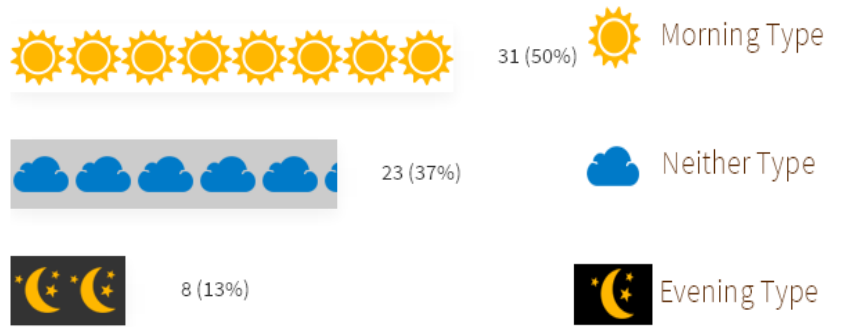 31 (50%)
Morning Type
23 (37%)
Neither Type
8 (13%)
Evening Type